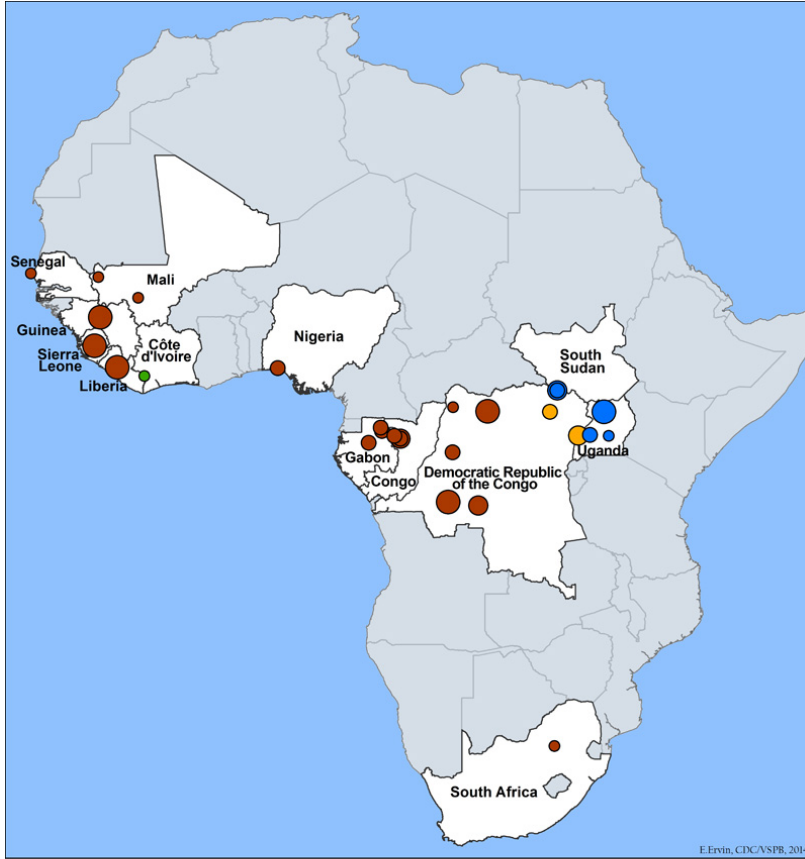 Senegal
Mali
Guinea
Côte
d'Ivoire
Sierra
Leone
Liberia
Nigeria
South
Sudan
Gabon
Uganda
Democratic Republic
of the Congo
Congo
South Africa
E.Ervin, CDC/VSPB, 2014